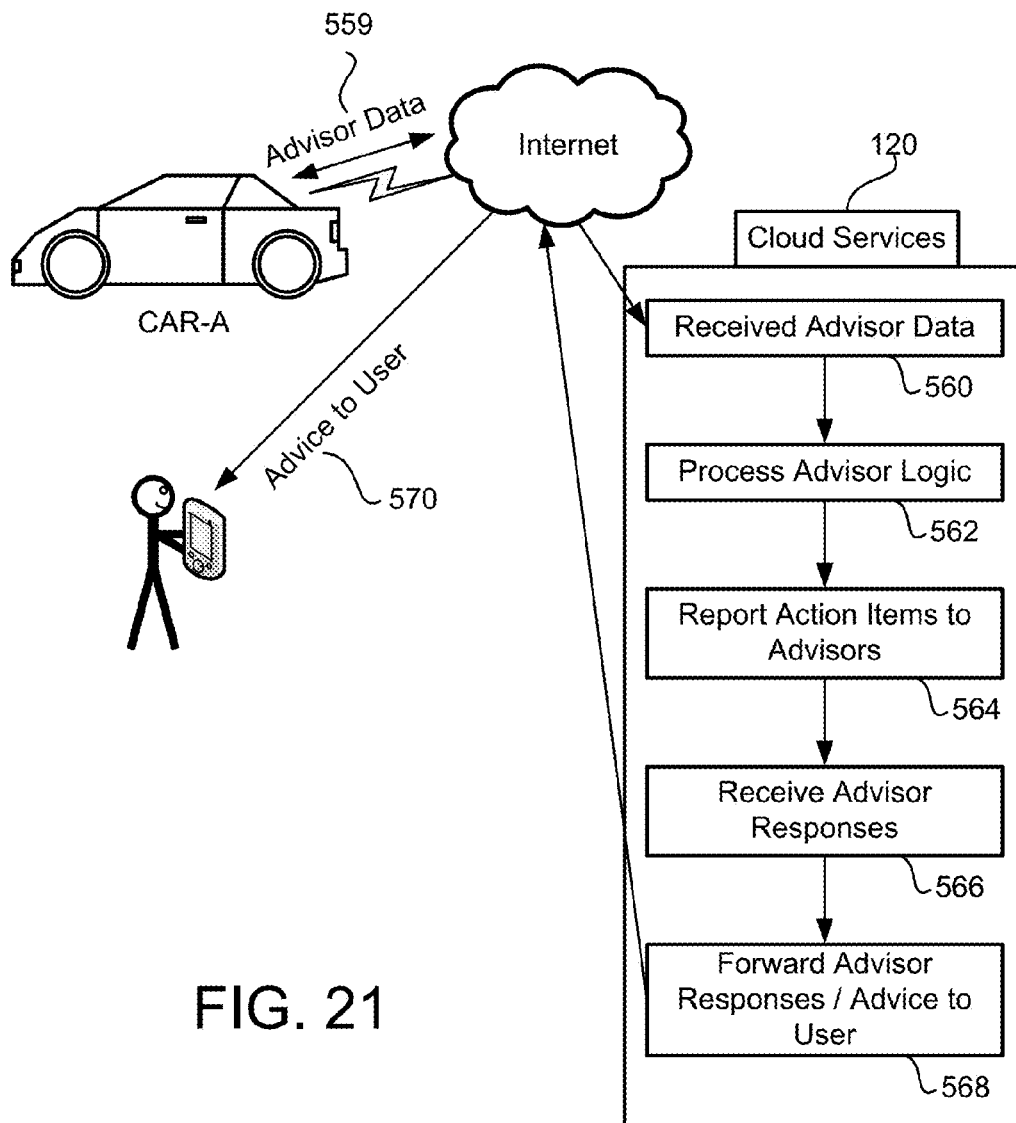 559
Advisor Data
Internet
120
Cloud Services
CAR-A
Received Advisor Data
560
Advice to User
570
Process Advisor Logic
562
Report Action Items to
Advisors
564
Receive Advisor
Responses
566
Forward Advisor
Responses / Advice to
User
568
FIG. 21